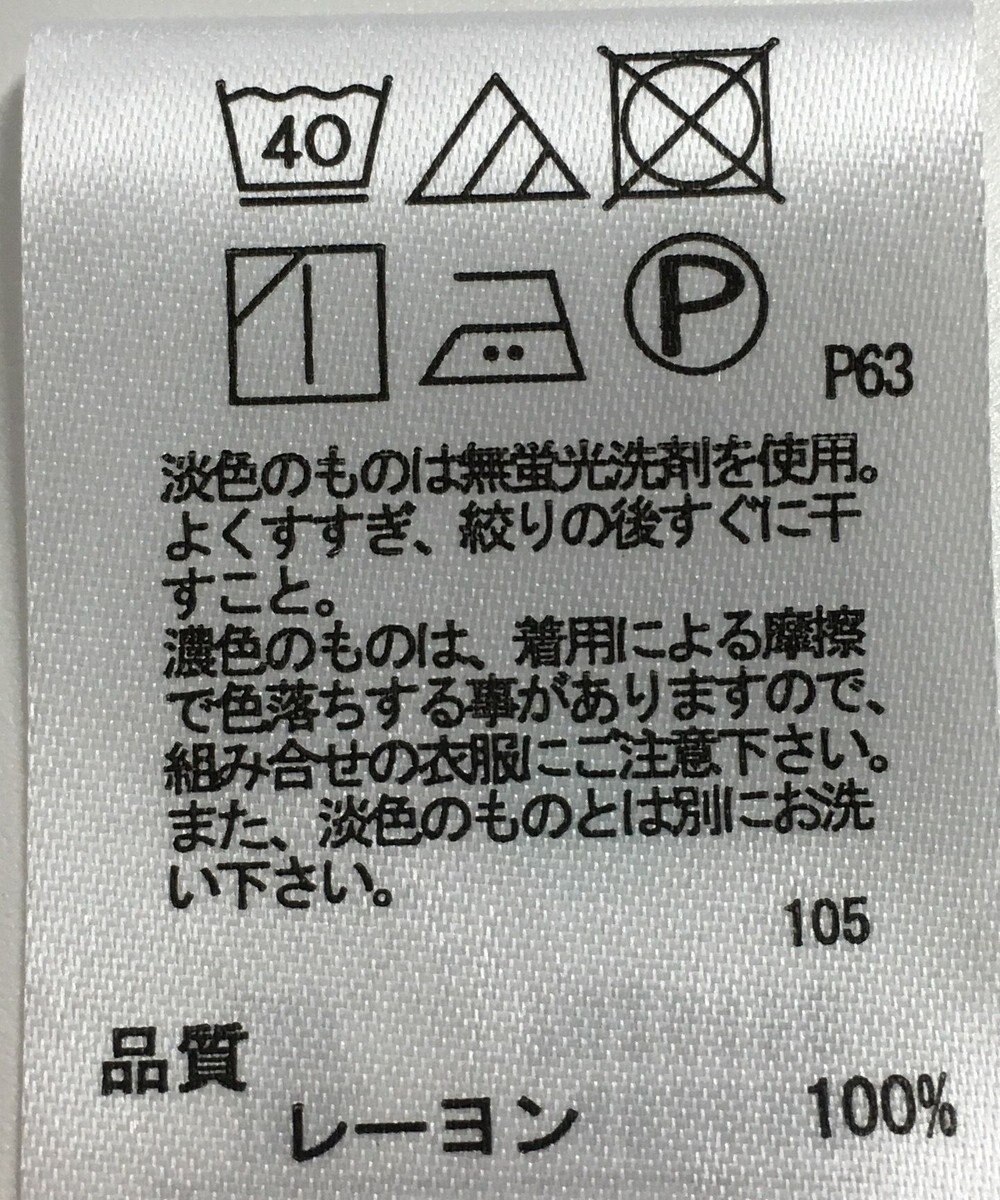 40
P
P63
淡色のものは無蛍光洗剤を使用。
よくすすぎ、絞りの後すぐに干
すこと。
濃色のものは、着用による摩擦
で色落ちする事がありますので、
組み合せの衣服にご注意下さい。
また、淡色のものとは別にお洗
い下さい。
105
品質
レーヨン 100%